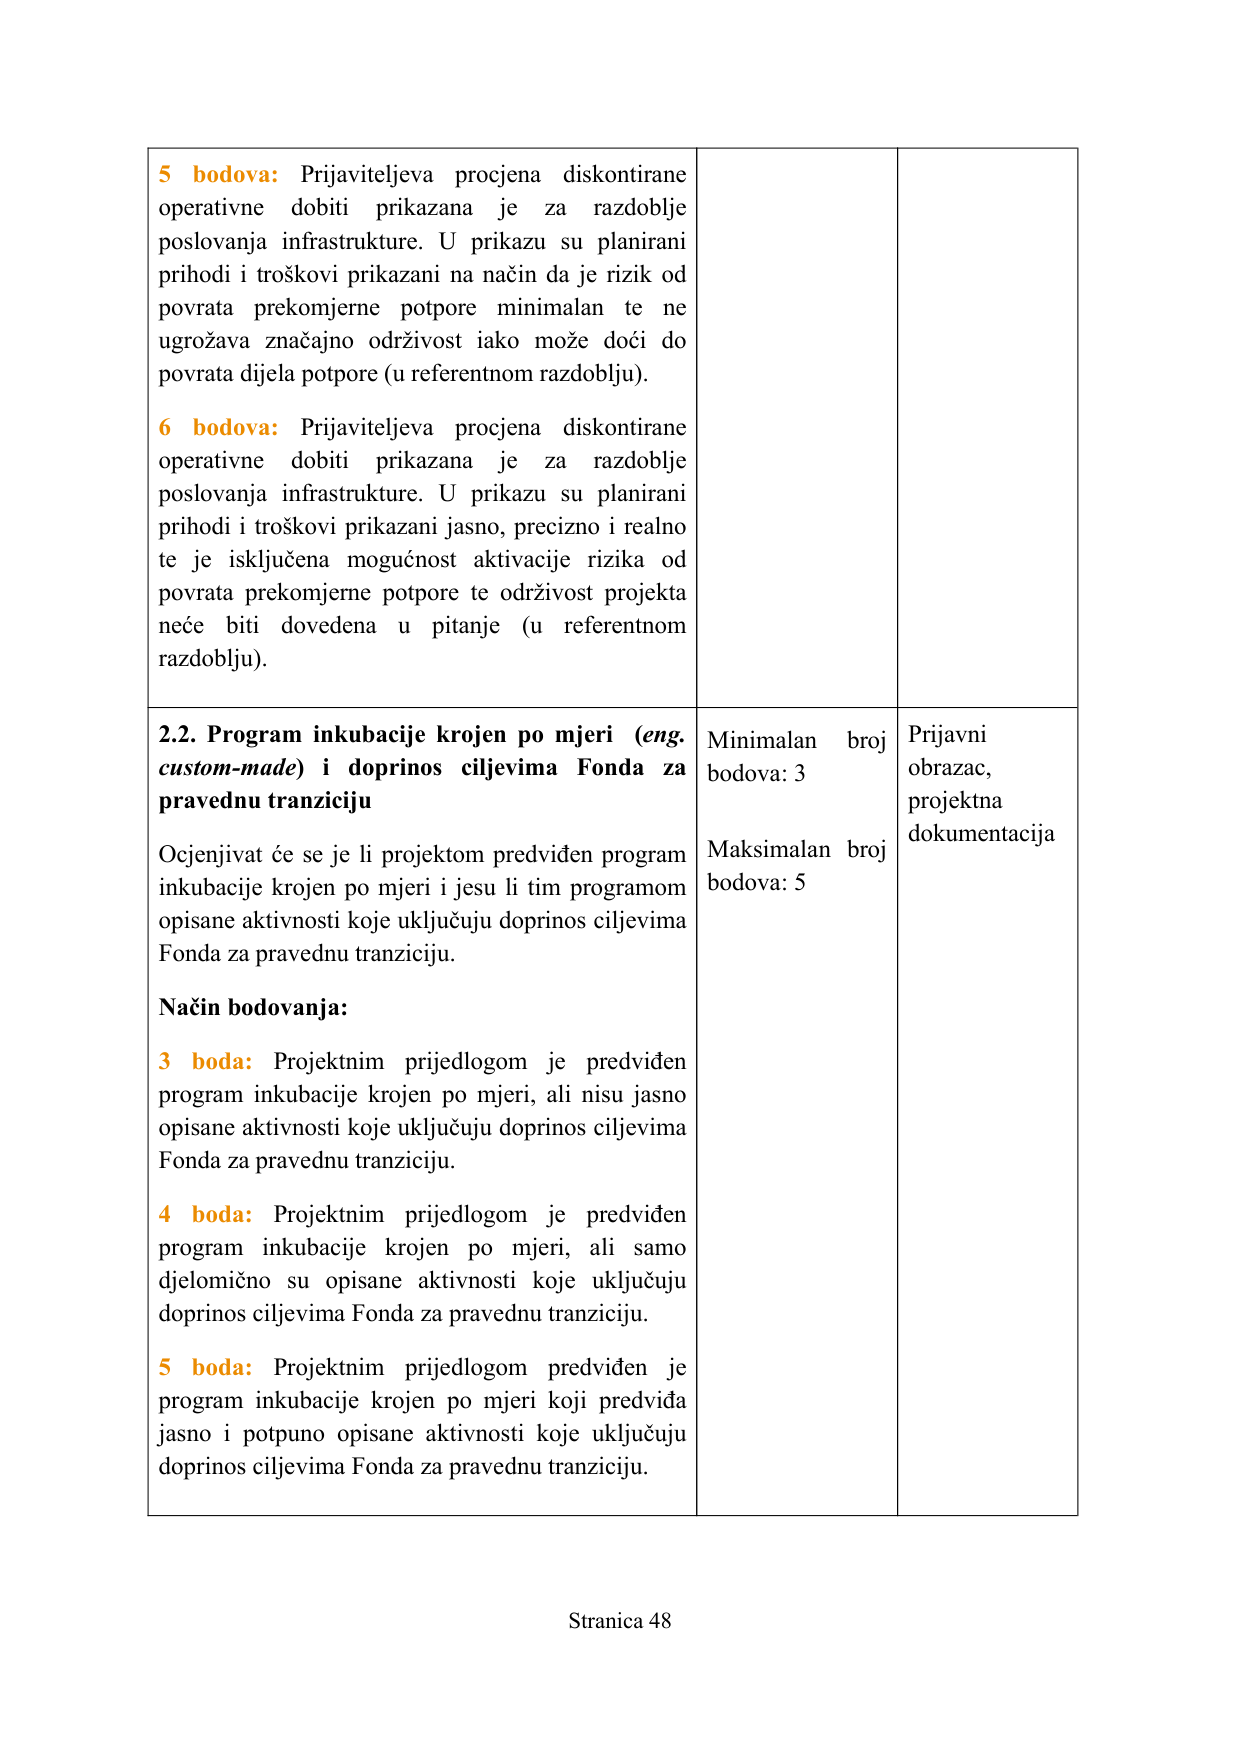 5 bodova: Prijaviteljeva procjena diskontirane
operativne dobiti prikazana je za razdoblje
poslovanja infrastrukture. U prikazu su planirani
prihodi i troškovi prikazani na način da je rizik od
povrata prekomjerne potpore minimalan te ne
ugrožava značajno održivost iako može doći do
povrata dijela potpore (u referentnom razdoblju).
6 bodova: Prijaviteljeva procjena diskontirane
operativne dobiti prikazana je za razdoblje
poslovanja infrastrukture. U prikazu su planirani
prihodi i troškovi prikazani jasno, precizno i realno
te je isključena mogućnost aktivacije rizika od
povrata prekomjerne potpore te održivost projekta
neće biti dovedena u pitanje (u referentnom
razdoblju).
2.2. Program inkubacije krojen po mjeri (eng.
custom-made) i doprinos ciljevima Fonda za
pravednu tranziciju
Ocjenjivat će se je li projektom predviđen program
inkubacije krojen po mjeri i jesu li tim programom
opisane aktivnosti koje uključuju doprinos ciljevima
Fonda za pravednu tranziciju.
Način bodovanja:
3 boda: Projektnim prijedlogom je predviđen
program inkubacije krojen po mjeri, ali nisu jasno
opisane aktivnosti koje uključuju doprinos ciljevima
Fonda za pravednu tranziciju.
4 boda: Projektnim prijedlogom je predviđen
program inkubacije krojen po mjeri, ali samo
djelomično su opisane aktivnosti koje uključuju
doprinos ciljevima Fonda za pravednu tranziciju.
5 boda: Projektnim prijedlogom predviđen je
program inkubacije krojen po mjeri koji predviđa
jasno i potpuno opisane aktivnosti koje uključuju
doprinos ciljevima Fonda za pravednu tranziciju.
Minimalan broj
bodova: 3
Maksimalan broj
bodova: 5
Prijavni
obrazac,
projektna
dokumentacija
Stranica 48